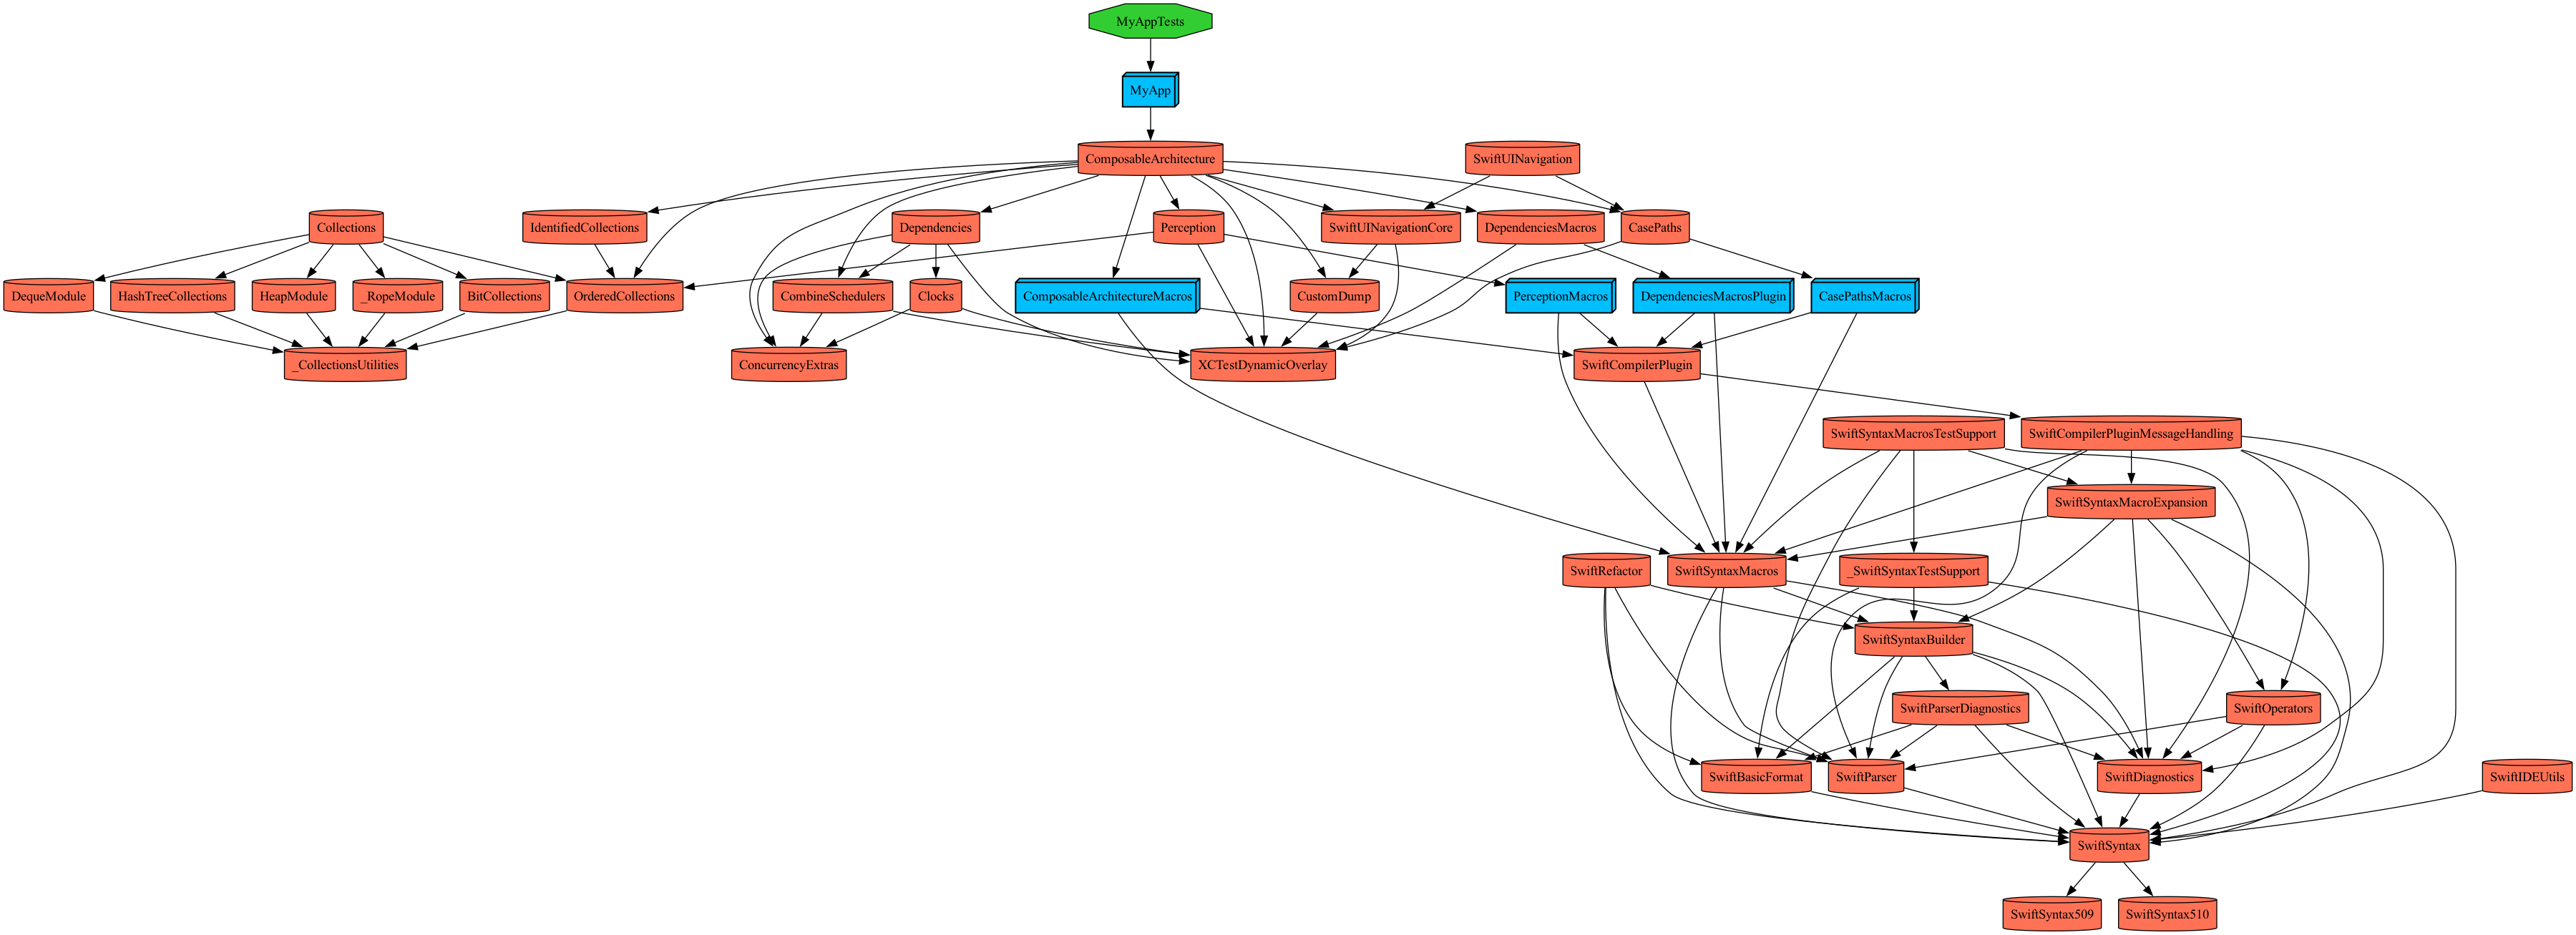 MyAppTests
MyApp
ComposableArchitecture
SwiftUINavigation
Collections
IdentifiedCollections
Dependencies
Perception
SwiftUINavigationCore
DependenciesMacros
CasePaths
DequeModule
HashTreeCollections
HeapModule
_RopeModule
BitCollections
OrderedCollections
CombineSchedulers
Clocks
ComposableArchitectureMacros
CustomDump
PerceptionMacros
DependenciesMacrosPlugin
CasePathsMacros
_CollectionsUtilities
ConcurrencyExtras
XCTestDynamicOverlay
SwiftCompilerPlugin
SwiftSyntaxMacrosTestSupport
SwiftCompilerPluginMessageHandling
SwiftSyntaxMacroExpansion
SwiftRefactor
SwiftSyntaxMacros
_SwiftSyntaxTestSupport
SwiftSyntaxBuilder
SwiftParserDiagnostics
SwiftOperators
SwiftBasicFormat
SwiftParser
SwiftDiagnostics
SwiftIDEUtils
SwiftSyntax
SwiftSyntax509
SwiftSyntax510